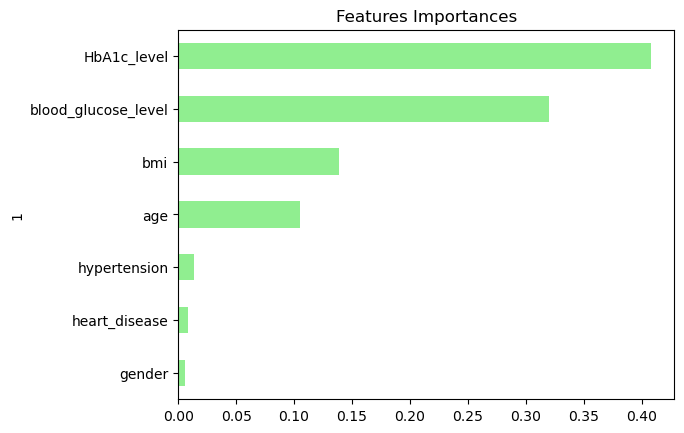 Features Importances
HbA1c_level
blood_glucose_level
bmi
age
hypertension
heart_disease
gender
1
0.00 0.05 0.10 0.15 0.20 0.25 0.30 0.35 0.40